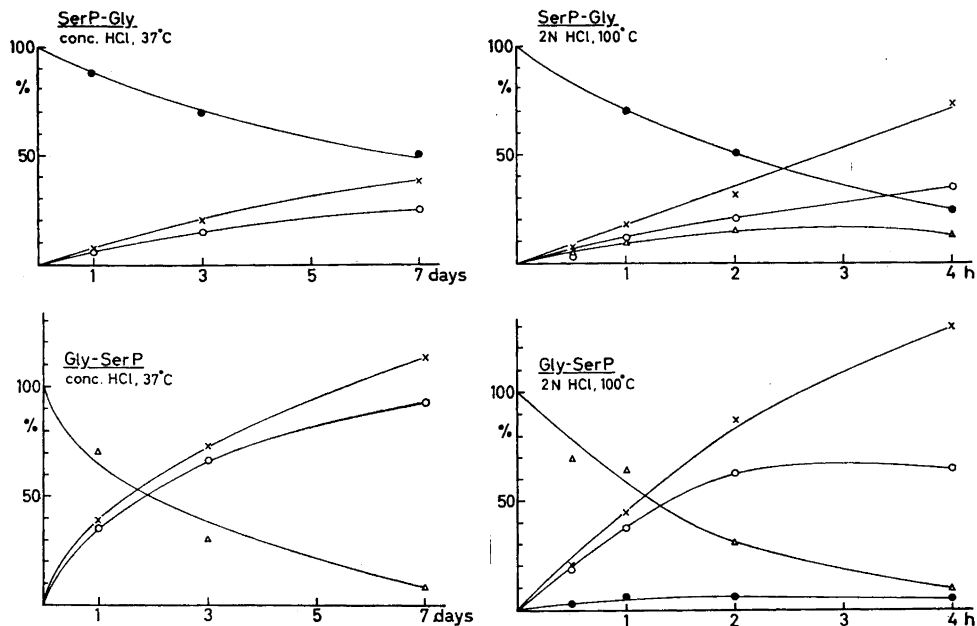 SerP-Gly
conc. HCl, 37°C
100
%
50
1 3 5 7 days
SerP-Gly
2N HCl, 100°C
100
%
50
1 2 3 4 h
Gly-SerP
conc. HCl, 37°C
100
%
50
1 3 5 7 days
Gly-SerP
2N HCl, 100°C
100
%
50
1 2 3 4 h